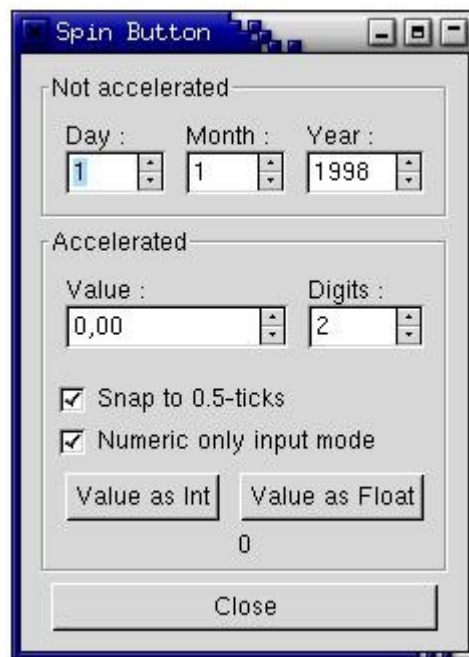 Spin Button
Not accelerated
Day : Month : Year :
1 1 1998
Accelerated
Value : Digits :
0,00 2
Snap to 0.5-ticks
Numeric only input mode
Value as Int Value as Float
0
Close